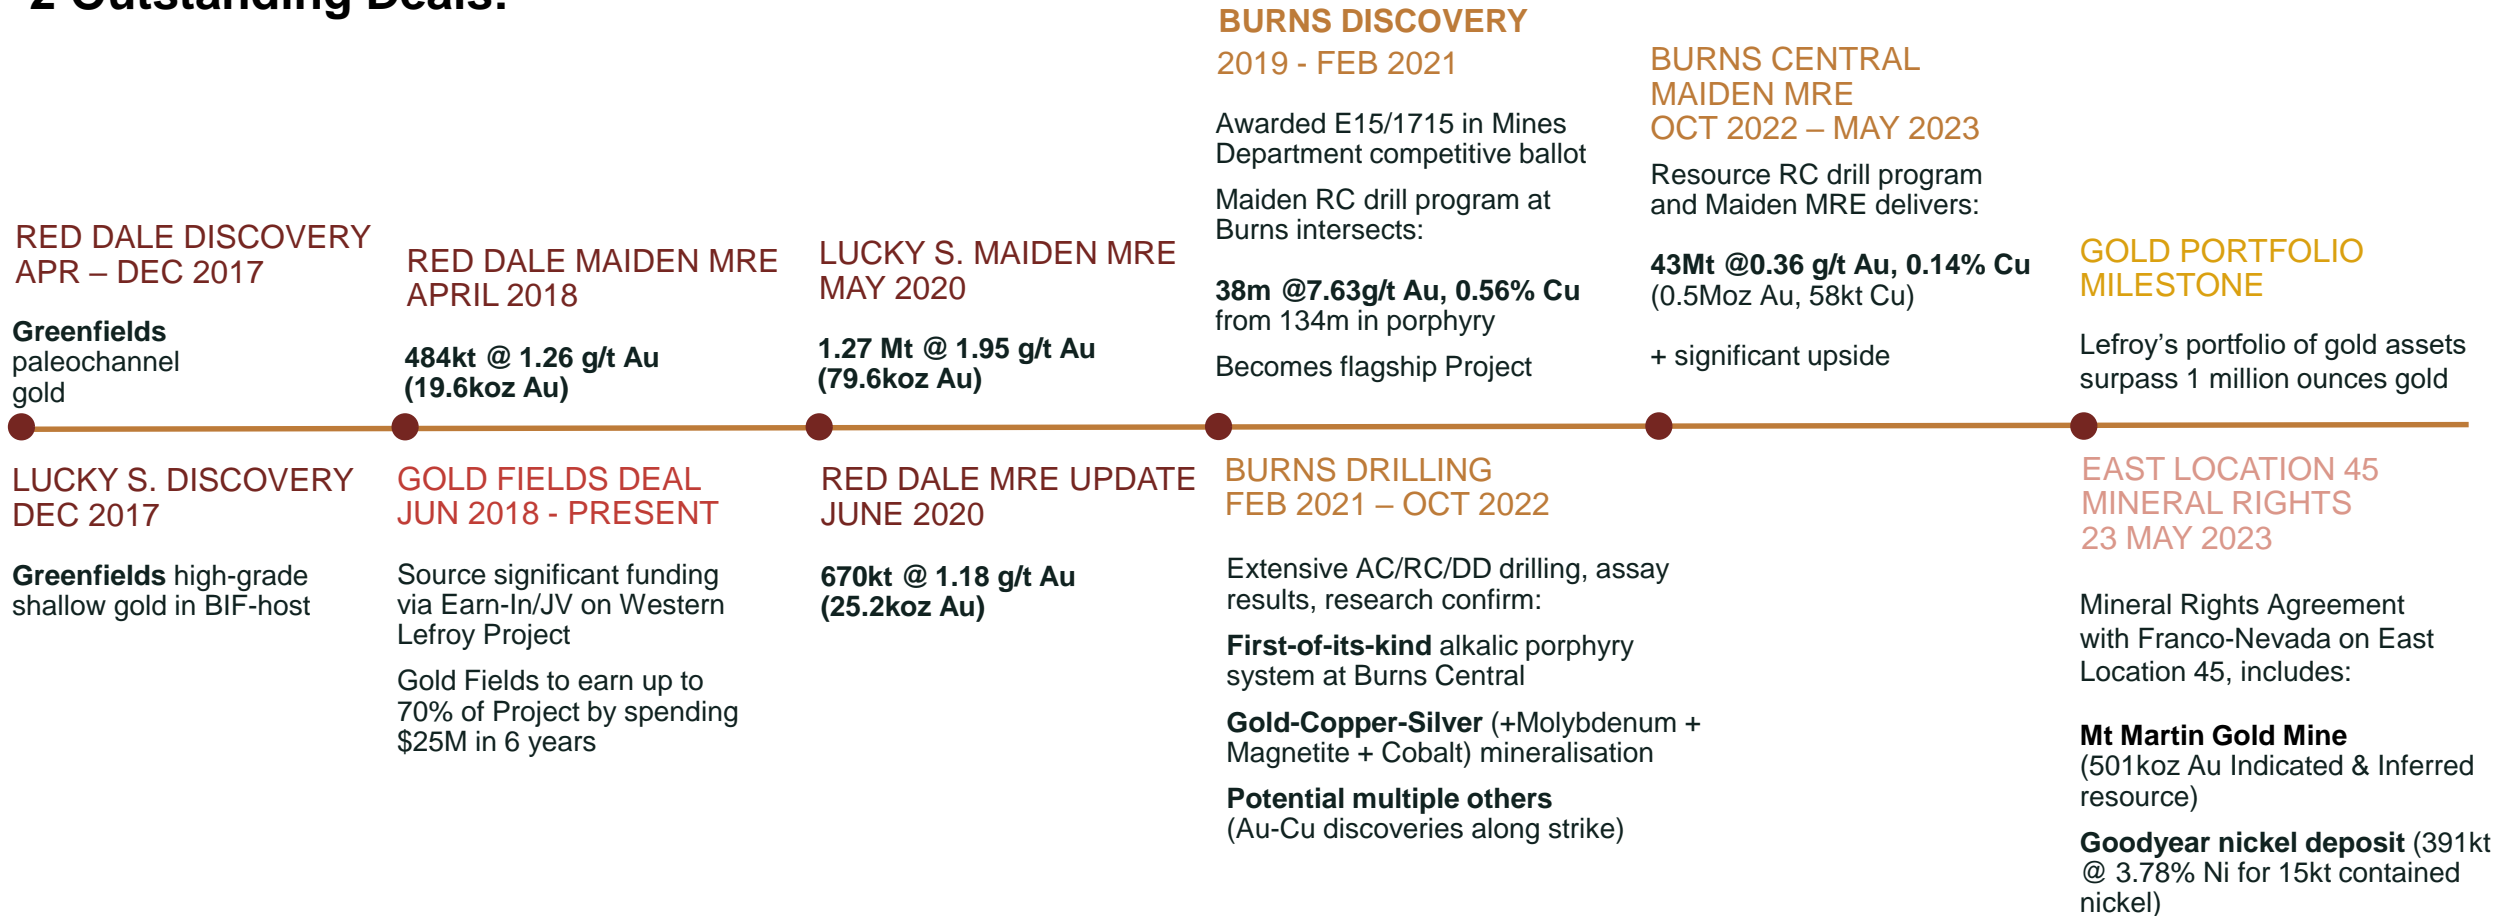 2 Outstanding Deals:
RED DALE DISCOVERY
APR – DEC 2017
Greenfields
paleochannel
gold
LUCKY S. DISCOVERY
DEC 2017
Greenfields high-grade
shallow gold in BIF-host
RED DALE MAIDEN MRE
APRIL 2018
484kt @ 1.26 g/t Au
(19.6koz Au)
GOLD FIELDS DEAL
JUN 2018 - PRESENT
Source significant funding
via Earn-In/JV on Western
Lefroy Project
Gold Fields to earn up to
70% of Project by spending
$25M in 6 years
LUCKY S. MAIDEN MRE
MAY 2020
1.27 Mt @ 1.95 g/t Au
(79.6koz Au)
RED DALE MRE UPDATE
JUNE 2020
670kt @ 1.18 g/t Au
(25.2koz Au)
BURNS DISCOVERY
2019 - FEB 2021
Awarded E15/1715 in Mines
Department competitive ballot
Maiden RC drill program at
Burns intersects:
38m @7.63g/t Au, 0.56% Cu
from 134m in porphyry
Becomes flagship Project
BURNS DRILLING
FEB 2021 – OCT 2022
Extensive AC/RC/DD drilling, assay
results, research confirm:
First-of-its-kind alkalic porphyry
system at Burns Central
Gold-Copper-Silver (+Molybdenum +
Magnetite + Cobalt) mineralisation
Potential multiple others
(Au-Cu discoveries along strike)
BURNS CENTRAL
MAIDEN MRE
OCT 2022 – MAY 2023
Resource RC drill program
and Maiden MRE delivers:
43Mt @0.36 g/t Au, 0.14% Cu
(0.5Moz Au, 58kt Cu)
+ significant upside
GOLD PORTFOLIO
MILESTONE
Lefroy's portfolio of gold assets
surpass 1 million ounces gold
EAST LOCATION 45
MINERAL RIGHTS
23 MAY 2023
Mineral Rights Agreement
with Franco-Nevada on East
Location 45, includes:
Mt Martin Gold Mine
(501koz Au Indicated & Inferred
resource)
Goodyear nickel deposit (391kt
@ 3.78% Ni for 15kt contained
nickel)